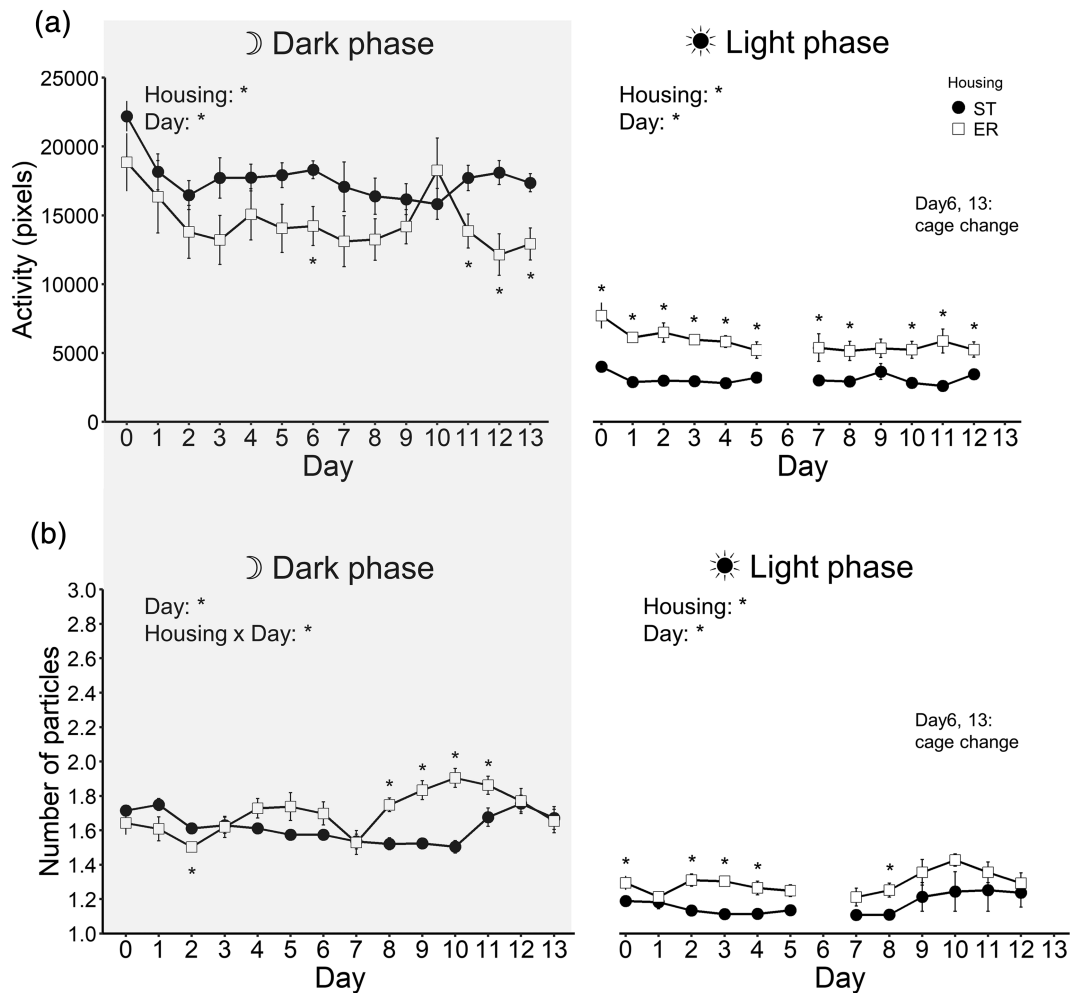 (a)
☽ Dark phase
☀ Light phase
Housing: *
Day: *
Housing: *
Day: *
Housing
ST
ER
Day6, 13:
cage change
Activity (pixels)
25000
20000
15000
10000
5000
0
* * * *
* * * * * * * * * * *
0 1 2 3 4 5 6 7 8 9 10 11 12 13
Day
0 1 2 3 4 5 6 7 8 9 10 11 12 13
Day
(b)
☽ Dark phase
☀ Light phase
Day: *
Housing x Day: *
Housing: *
Day: *
Day6, 13:
cage change
Number of particles
3.0
2.8
2.6
2.4
2.2
2.0
1.8
1.6
1.4
1.2
1.0
* * * * *
* * * * *
0 1 2 3 4 5 6 7 8 9 10 11 12 13
Day
0 1 2 3 4 5 6 7 8 9 10 11 12 13
Day